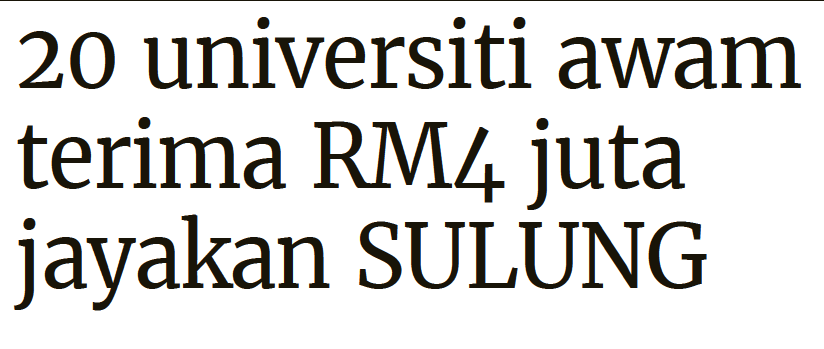 20 universiti awam
terima RM4 juta
jayakan SULUNG